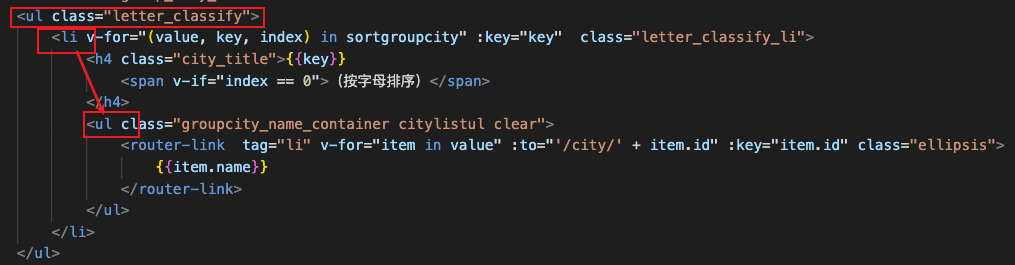 <ul class="letter_classify">
<li v-for="(value, key, index) in sortgroupcity" :key="key"  class="letter_classify_li">
<h4 class="city_title">{{key}}
<span v-if="index == 0">（按字母排序）</span>
</h4>
<ul class="groupcity_name_container citylistul clear">
<router-link  tag="li" v-for="item in value" :to="'/city/' + item.id" :key="item.id" class="ellipsis">
{{item.name}}
</router-link>
</ul>
</li>
</ul>